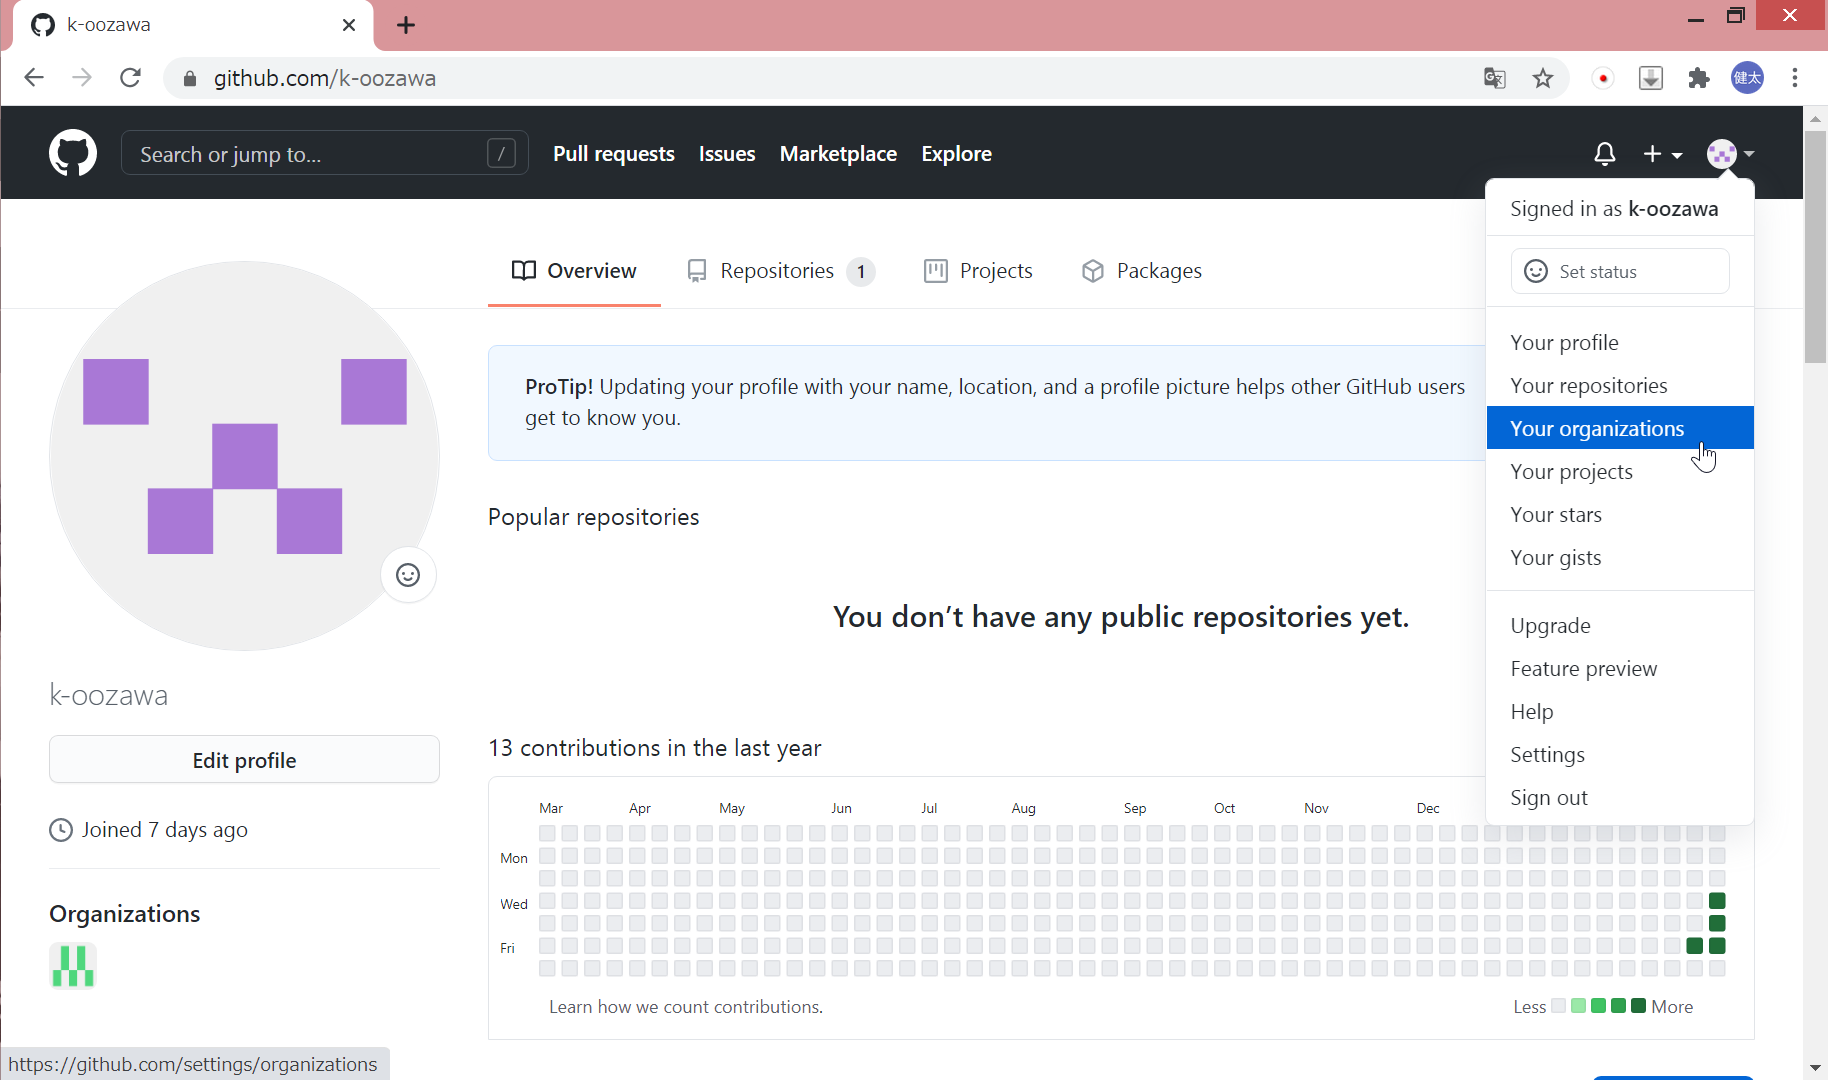 k-oozawa
github.com/k-oozawa
健太
Search or jump to...
/
Pull requests
Issues
Marketplace
Explore
Signed in as k-oozawa
Set status
Your profile
Your repositories
Your organizations
Your projects
Your stars
Your gists
Upgrade
Feature preview
Help
Settings
Sign out
Overview
Repositories 1
Projects
Packages
ProTip! Updating your profile with your name, location, and a profile picture helps other GitHub users
get to know you.
Popular repositories
You don’t have any public repositories yet.
k-oozawa
Edit profile
Joined 7 days ago
Organizations
13 contributions in the last year
Mar Apr May Jun Jul Aug Sep Oct Nov Dec
Mon
Wed
Fri
Learn how we count contributions.
Less More
https://github.com/settings/organizations